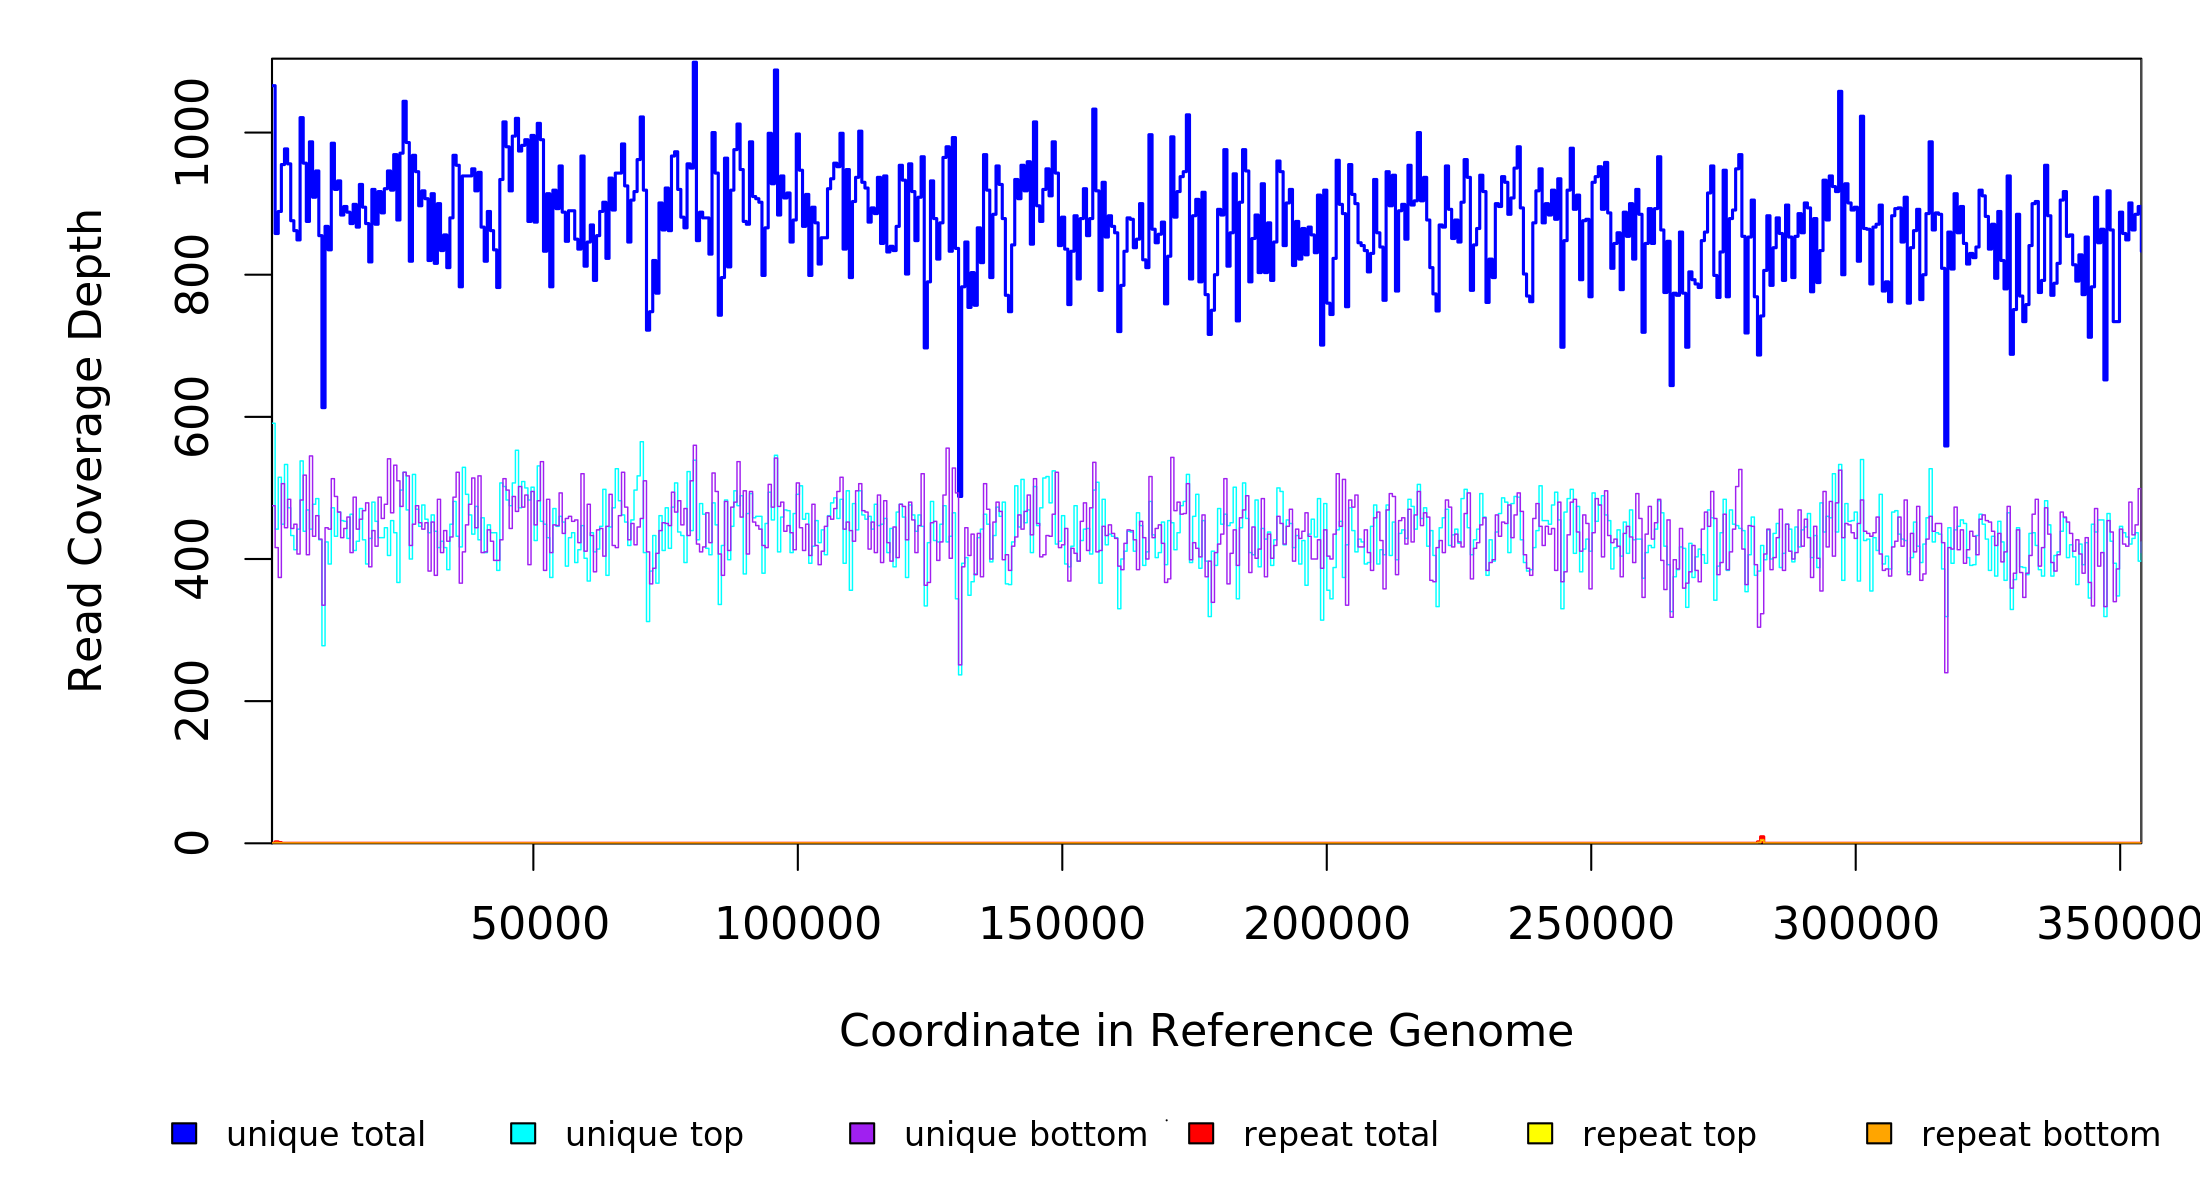 Read Coverage Depth
1000
800
600
400
200
0
50000 100000 150000 200000 250000 300000 350000
Coordinate in Reference Genome
unique total unique top unique bottom repeat total repeat top repeat bottom